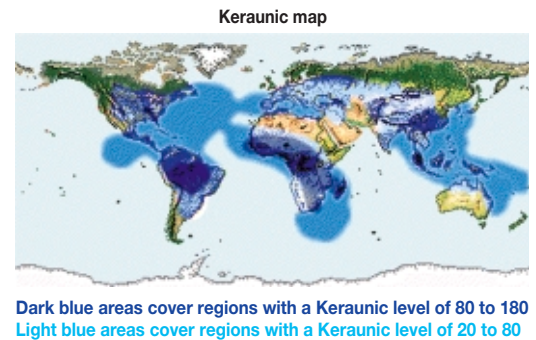 Keraunic map
Dark blue areas cover regions with a Keraunic level of 80 to 180
Light blue areas cover regions with a Keraunic level of 20 to 80